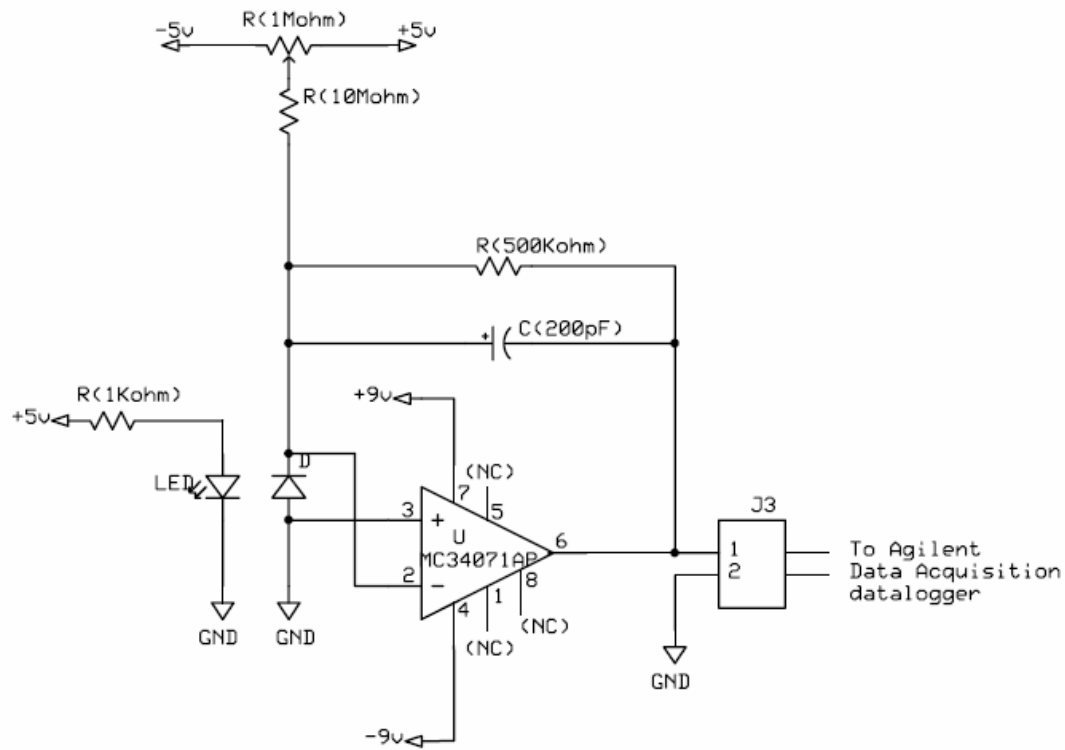 R(1Mohm)
-5v
+5v
R(10Mohm)
R(500Kohm)
C(200pF)
+
R(1Kohm)
+5v
+9v
LED
D
(NC)
7
5
3
+
U
MC34071AP
6
2
-
8
4
1
(NC)
(NC)
J3
1
2
To Agilent
Data Acquisition
datalogger
GND
GND
GND
-9v